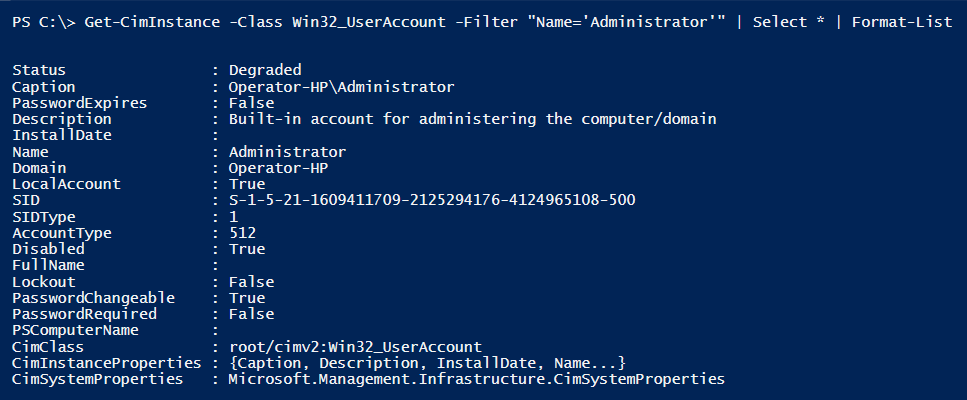 PS C:\> Get-CimInstance -Class Win32_UserAccount -Filter "Name='Administrator'" | Select * | Format-List
Status : Degraded
Caption : Operator-HP\Administrator
PasswordExpires : False
Description : Built-in account for administering the computer/domain
InstallDate :
Name : Administrator
Domain : Operator-HP
LocalAccount : True
SID : S-1-5-21-1609411709-2125294176-4124965108-500
SIDType : 1
AccountType : 512
Disabled : True
FullName :
Lockout : False
PasswordChangeable : True
PasswordRequired : False
PSComputerName :
CimClass : root/cimv2:Win32_UserAccount
CimInstanceProperties : {Caption, Description, InstallDate, Name...}
CimSystemProperties : Microsoft.Management.Infrastructure.CimSystemProperties